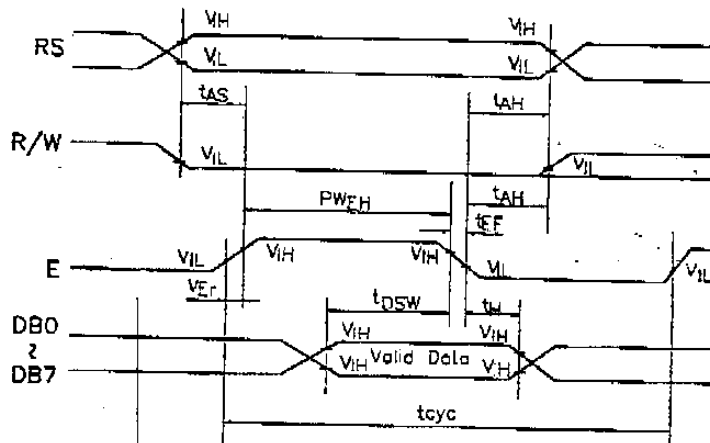 VIH VIH
RS
VIL VIL
tAS tAH
R/W
VIL VIL
tAH
PWEH
tEF
VIL VIH VIH VIL VIL
E
VEr
tDSW tH
DB0 VIH VIH
~ Valid Data
DB7 VIH VIH
tcyc